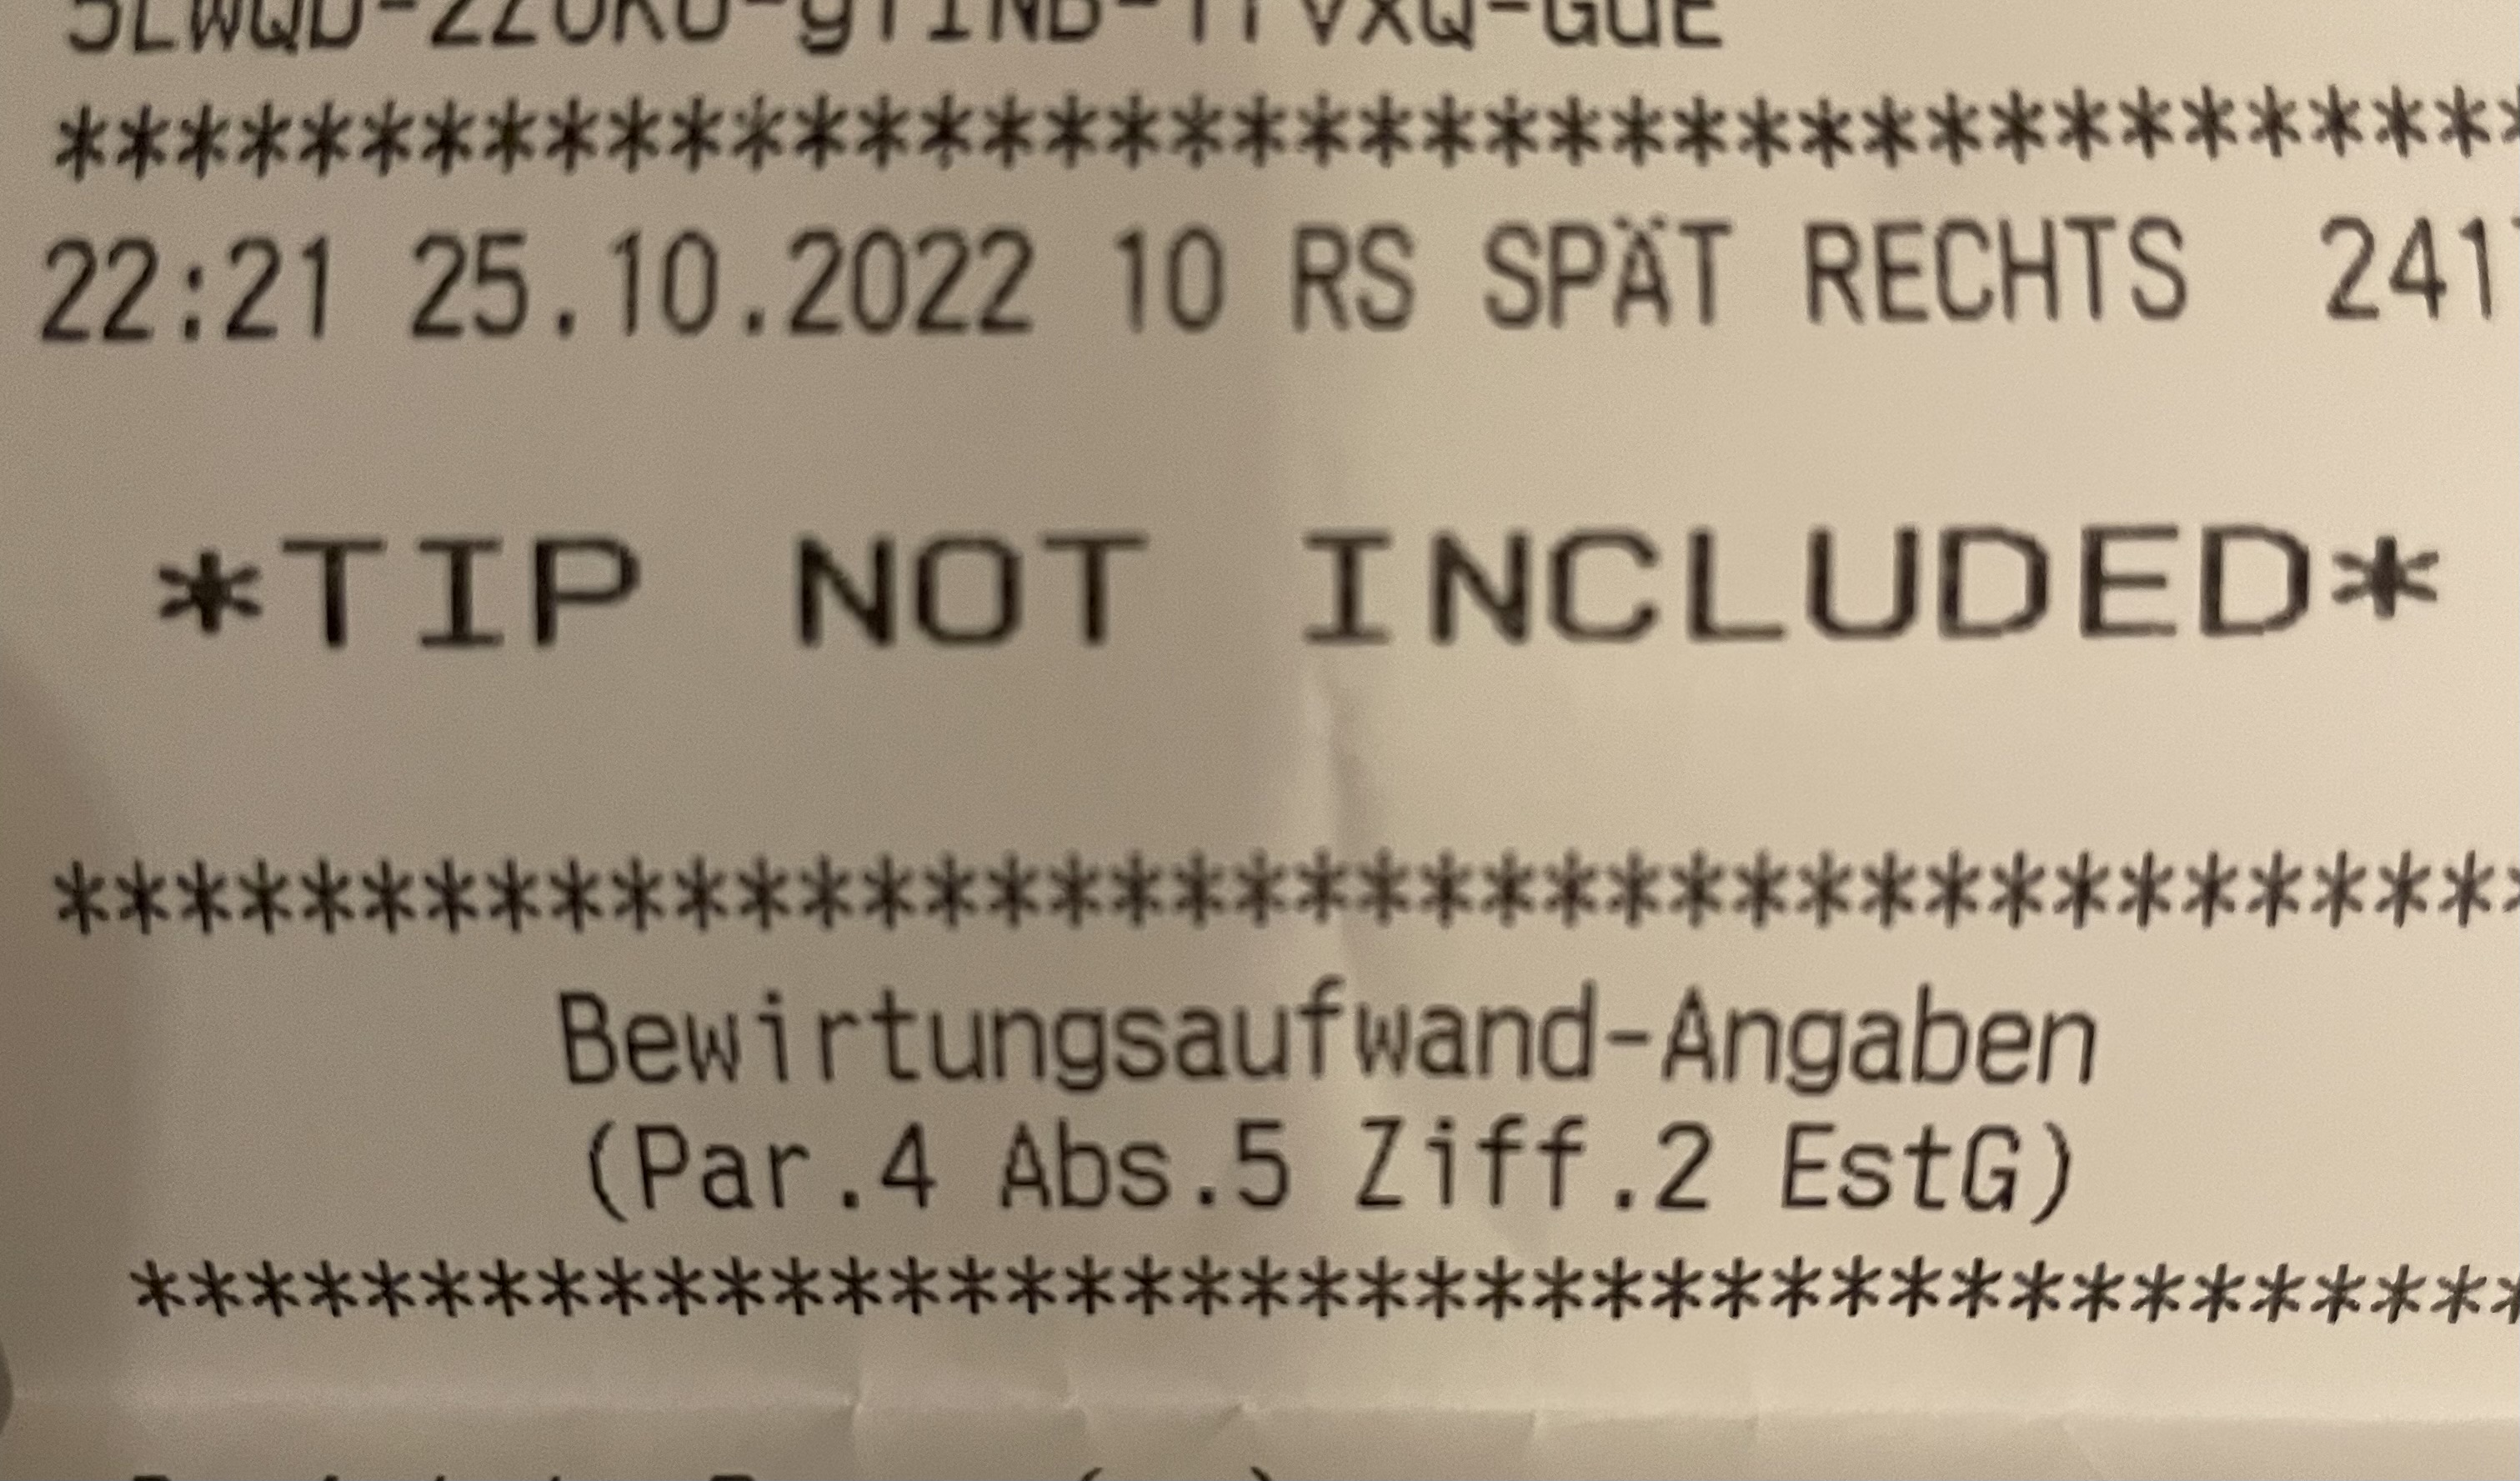 *****************************************
22:21 25.10.2022 10 RS SPÄT RECHTS 241
*TIP NOT INCLUDED*
*****************************************
Bewirtungsaufwand-Angaben
(Par.4 Abs.5 Ziff.2 EstG)
*****************************************